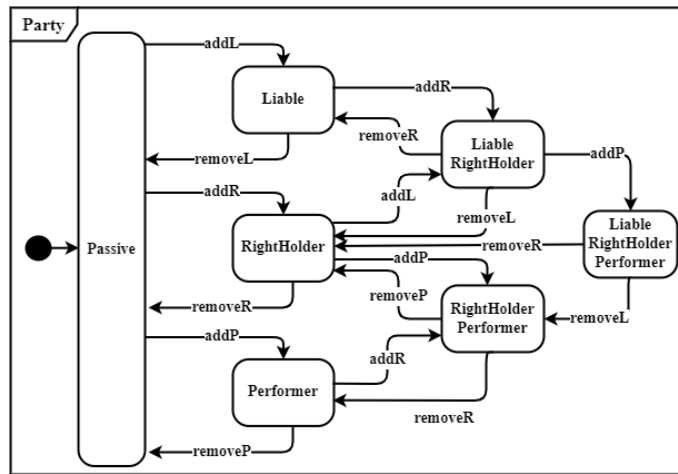 Party
addL
Liable
addR
removeR
Liable
RightHolder
addP
removeL
addR
addL
removeL
Passive
RightHolder
removeR
Liable
RightHolder
Performer
addP
removeP
removeR
RightHolder
Performer
removeL
addP
addR
Performer
removeR
removeP